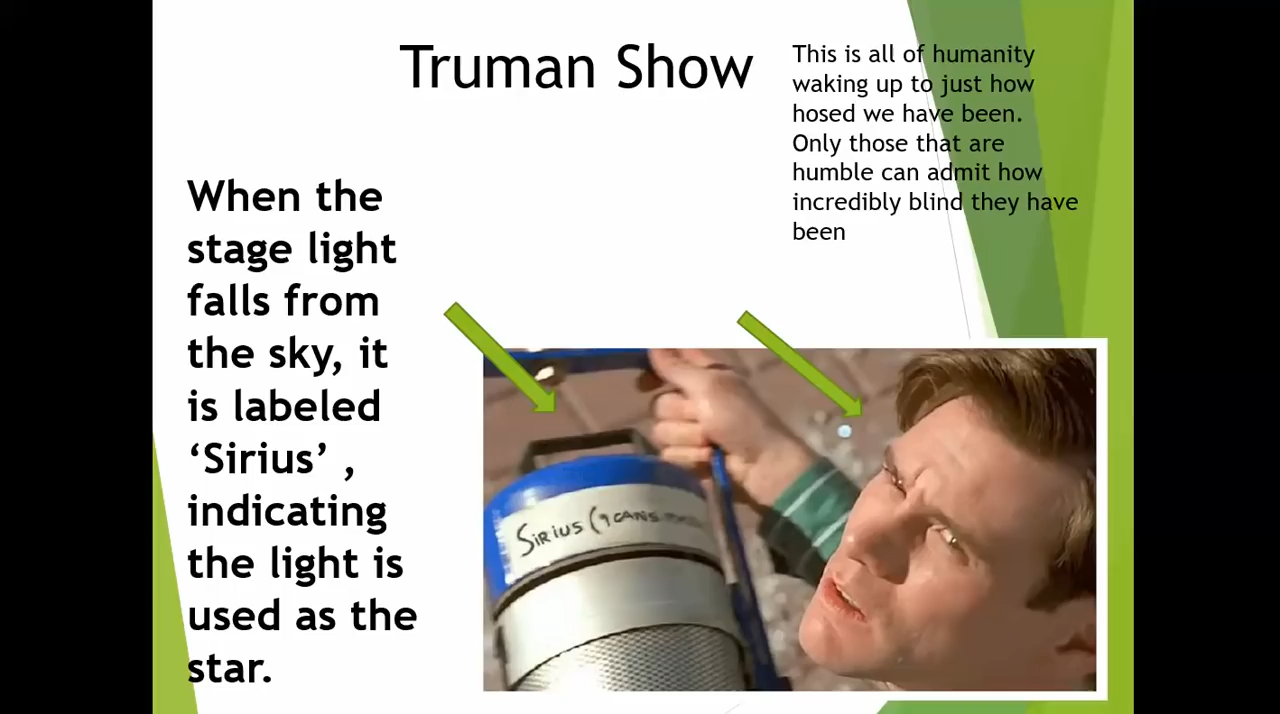 Truman Show
This is all of humanity
waking up to just how
hosed we have been.
Only those that are
humble can admit how
incredibly blind they have
been
When the
stage light
falls from
the sky, it
is labeled
‘Sirius’ ,
indicating
the light is
used as the
star.
SIRIUS (9 CANIS